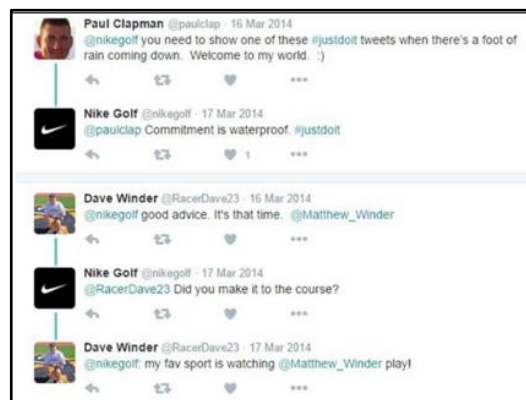 Paul Clapman @paulclap · 16 Mar 2014
@nikegolf you need to show one of these #justdoit tweets when there's a foot of
rain coming down. Welcome to my world. :)
Nike Golf @nikegolf · 17 Mar 2014
@paulclap Commitment is waterproof. #justdoit
1
Dave Winder @RacerDave23 · 16 Mar 2014
@nikegolf good advice. It's that time. @Matthew_Winder
Nike Golf @nikegolf · 17 Mar 2014
@RacerDave23 Did you make it to the course?
Dave Winder @RacerDave23 · 17 Mar 2014
@nikegolf: my fav sport is watching @Matthew_Winder play!